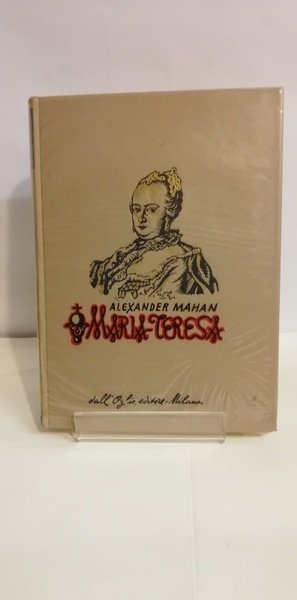 ALEXANDER MAHAN
MARIA-TERESA
dall'Oglio, editore - Milano.